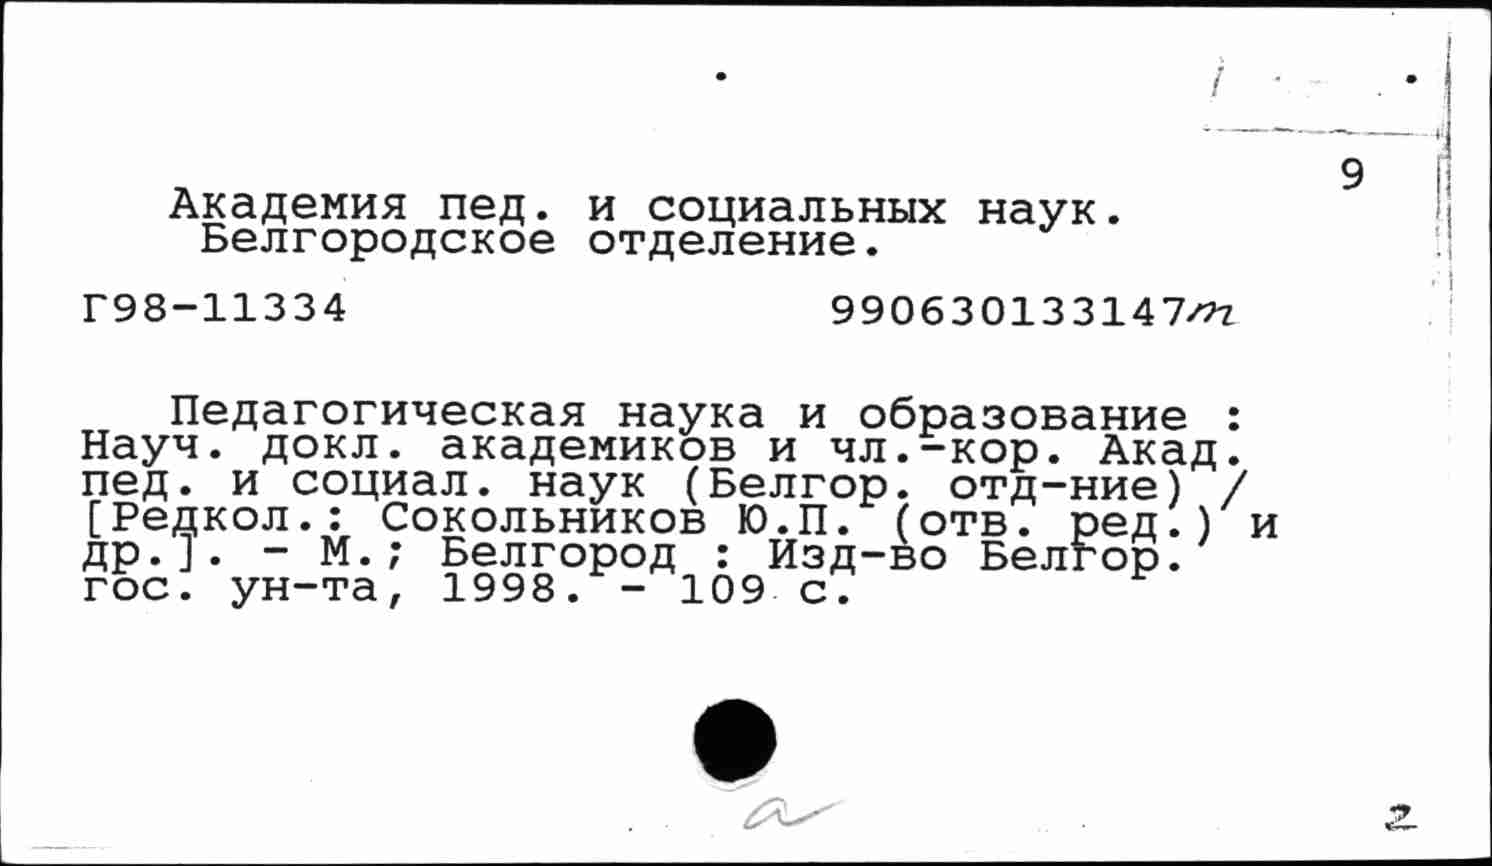 9
Академия пед. и социальных наук.
Белгородское отделение.
Г98-11334 990630133147т
Педагогическая наука и образование :
Науч. докл. академиков и чл.-кор. Акад.
пед. и социал. наук (Белгор. отд-ние) /
[Редкол.: Сокольников Ю.П. (отв. ред.) и
др.]. - М.; Белгород : Изд-во Белгор.
гос. ун-та, 1998. - 109 с.
а
2